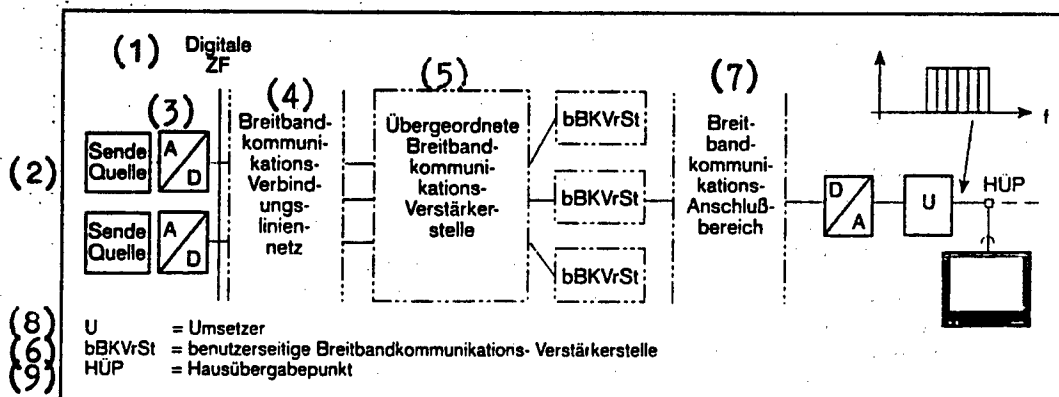 (1) Digitale
ZF
(2)
(3)
Sende
Quelle
A
D
Sende
Quelle
A
D
(4)
Breitband-
kommuni-
kations-
Verbind-
ungs-
linien-
netz
(5)
Übergeordnete
Breitband-
kommuni-
kations-
Verstärker-
stelle
bBKVrSt
bBKVrSt
bBKVrSt
(7)
Breit-
bandkommuni-
kations-
Anschluß-
bereich
D
A
U
f
HÜP
(8) U = Umsetzer
(6) bBKVrSt = benutzerseitige Breitbandkommunikations- Verstärkerstelle
(9) HÜP = Hausübergabepunkt